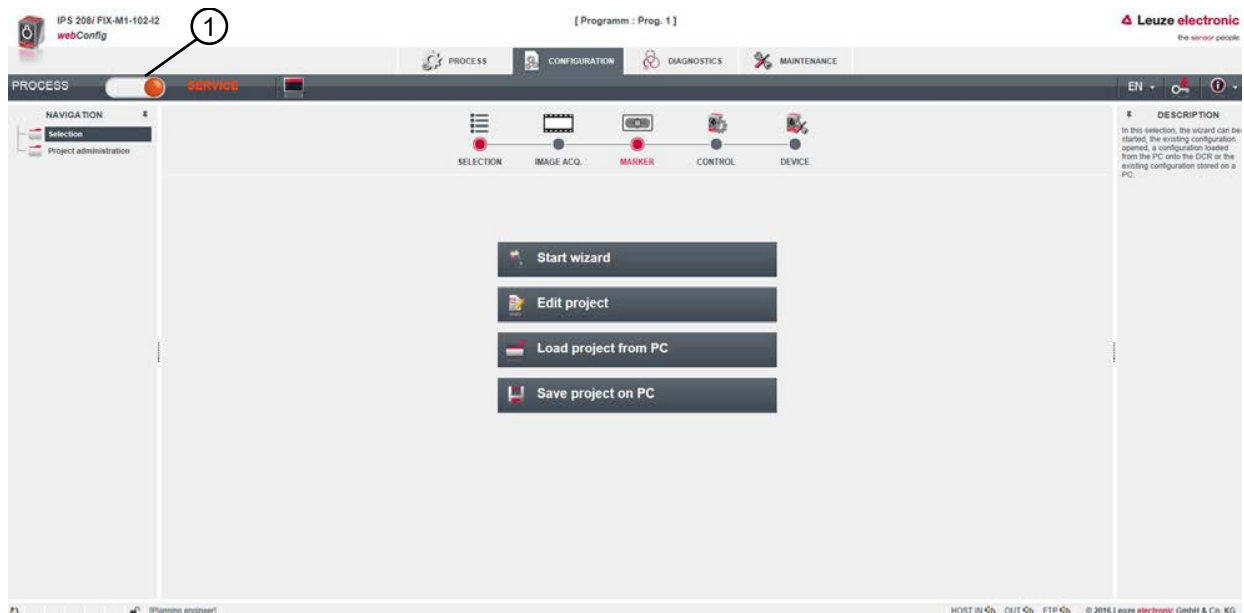 IPS 208i/ FIX-M1-102-I2
webConfig
1
[ Programm : Prog. 1 ]
Leuze electronic
the sensor people
PROCESS
CONFIGURATION
DIAGNOSTICS
MAINTENANCE
PROCESS
SERVICE
EN
NAVIGATION
Selection
Project administration
SELECTION
IMAGE ACQ.
MARKER
CONTROL
DEVICE
Start wizard
Edit project
Load project from PC
Save project on PC
DESCRIPTION
In this selection, the wizard can be
started, the existing configuration
opened, a configuration loaded
from the PC onto the DCR or the
existing configuration stored on a
PC.
[Planning engineer]
HOST IN OUT FTP © 2016 Leuze electronic GmbH & Co. KG